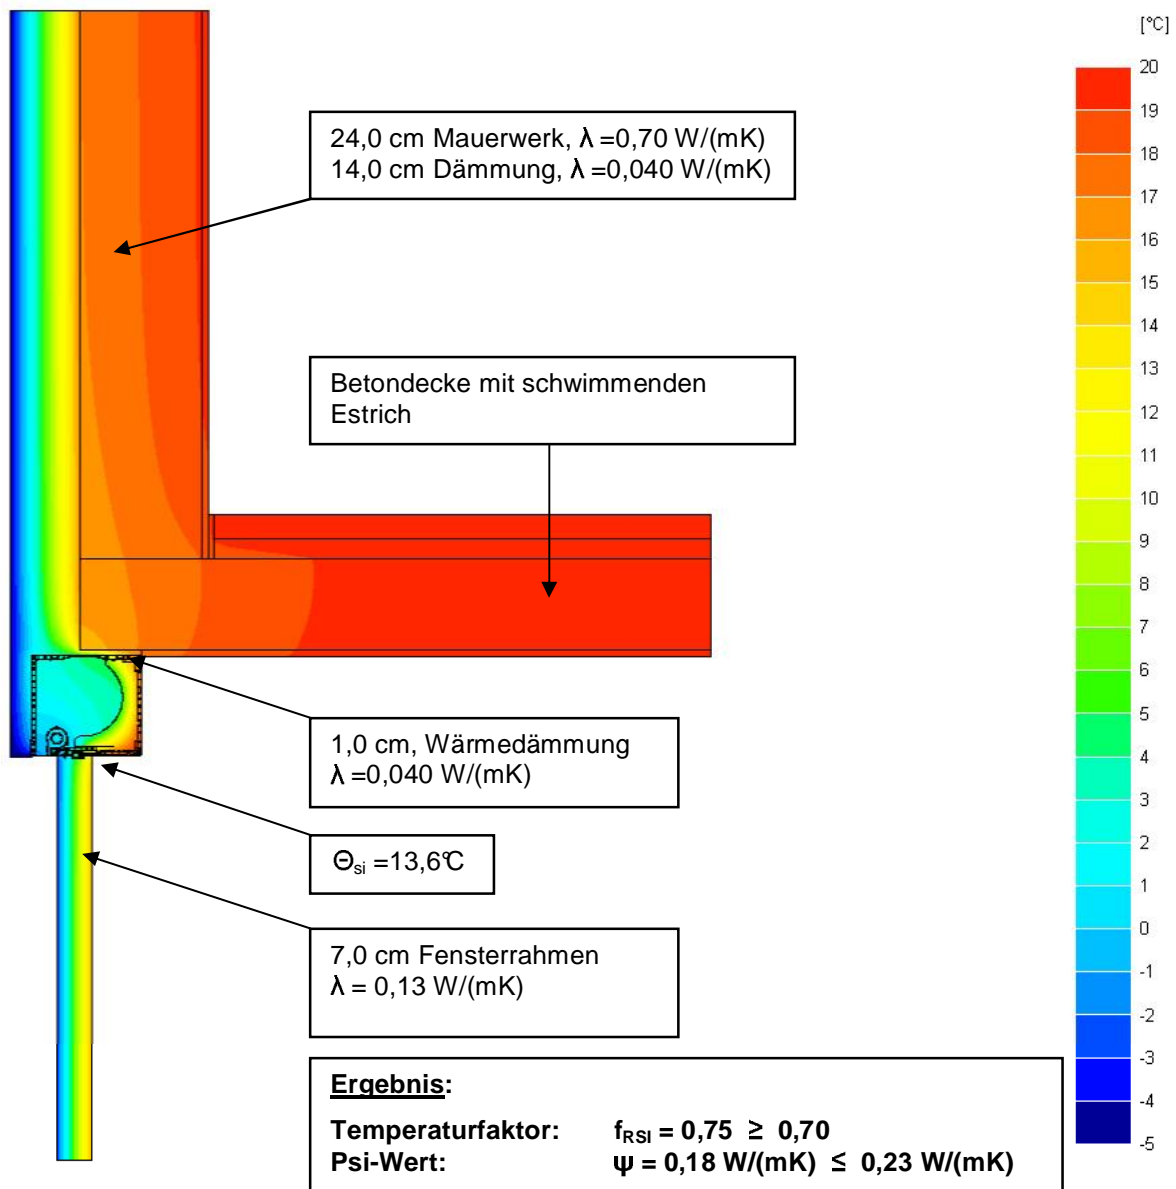 [°C]
24,0 cm Mauerwerk, λ =0,70 W/(mK)
14,0 cm Dämmung, λ =0,040 W/(mK)
Betondecke mit schwimmenden
Estrich
1,0 cm, Wärmedämmung
λ =0,040 W/(mK)
Θsi =13,6°C
7,0 cm Fensterrahmen
λ = 0,13 W/(mK)
Ergebnis:
Temperaturfaktor: fRSI = 0,75 ≥ 0,70
Psi-Wert: ψ = 0,18 W/(mK) ≤ 0,23 W/(mK)
20
19
18
17
16
15
14
13
12
11
10
9
8
7
6
5
4
3
2
1
0
-1
-2
-3
-4
-5